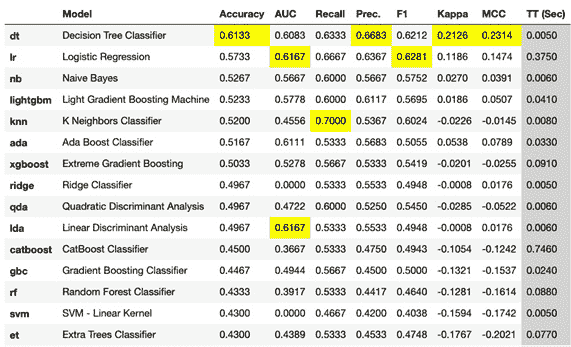 Model Accuracy AUC Recall Prec. F1 Kappa MCC TT (Sec)
dt Decision Tree Classifier 0.6133 0.6083 0.6333 0.6683 0.6212 0.2126 0.2314 0.0050
lr Logistic Regression 0.5733 0.6167 0.6667 0.6367 0.6281 0.1186 0.1474 0.3750
nb Naive Bayes 0.5267 0.5667 0.6000 0.5667 0.5752 0.0270 0.0391 0.0060
lightgbm Light Gradient Boosting Machine 0.5233 0.5778 0.6000 0.6117 0.5695 0.0186 0.0507 0.0410
knn K Neighbors Classifier 0.5200 0.4556 0.7000 0.5367 0.6024 -0.0226 -0.0145 0.0080
ada Ada Boost Classifier 0.5167 0.6111 0.5333 0.5683 0.5055 0.0538 0.0789 0.0330
xgboost Extreme Gradient Boosting 0.5033 0.5278 0.5667 0.5333 0.5419 -0.0201 -0.0255 0.0910
ridge Ridge Classifier 0.4967 0.0000 0.5333 0.5533 0.4948 -0.0008 0.0176 0.0050
qda Quadratic Discriminant Analysis 0.4967 0.4722 0.6000 0.5250 0.5450 -0.0285 -0.0522 0.0060
lda Linear Discriminant Analysis 0.4967 0.6167 0.5333 0.5533 0.4948 -0.0008 0.0176 0.0060
catboost CatBoost Classifier 0.4500 0.3667 0.5333 0.4750 0.4943 -0.1054 -0.1242 0.7460
gbc Gradient Boosting Classifier 0.4467 0.4944 0.5667 0.4500 0.5000 -0.1321 -0.1537 0.0240
rf Random Forest Classifier 0.4333 0.3917 0.5333 0.4417 0.4640 -0.1281 -0.1614 0.0880
svm SVM - Linear Kernel 0.4300 0.0000 0.4667 0.4200 0.4038 -0.1594 -0.1742 0.0050
et Extra Trees Classifier 0.4300 0.4389 0.5333 0.4533 0.4748 -0.1767 -0.2021 0.0770